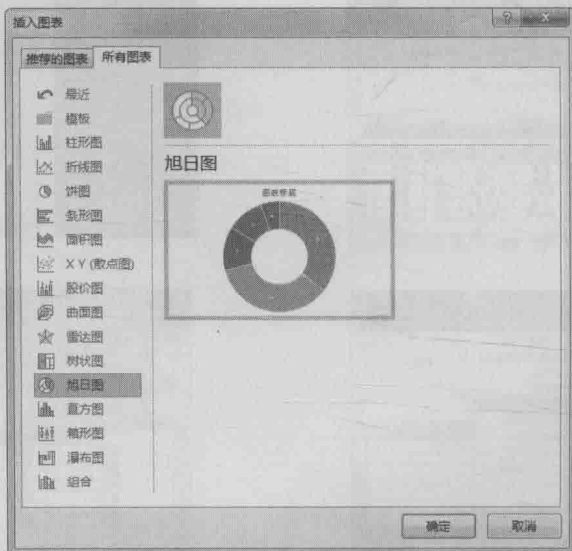 插入图表
推荐的图表 所有图表
最近
模板
柱形图
折线图
饼图
条形图
面积图
X Y (散点图)
股价图
曲面图
雷达图
树状图
旭日图
直方图
箱形图
瀑布图
组合
旭日图
图表标题
确定 取消